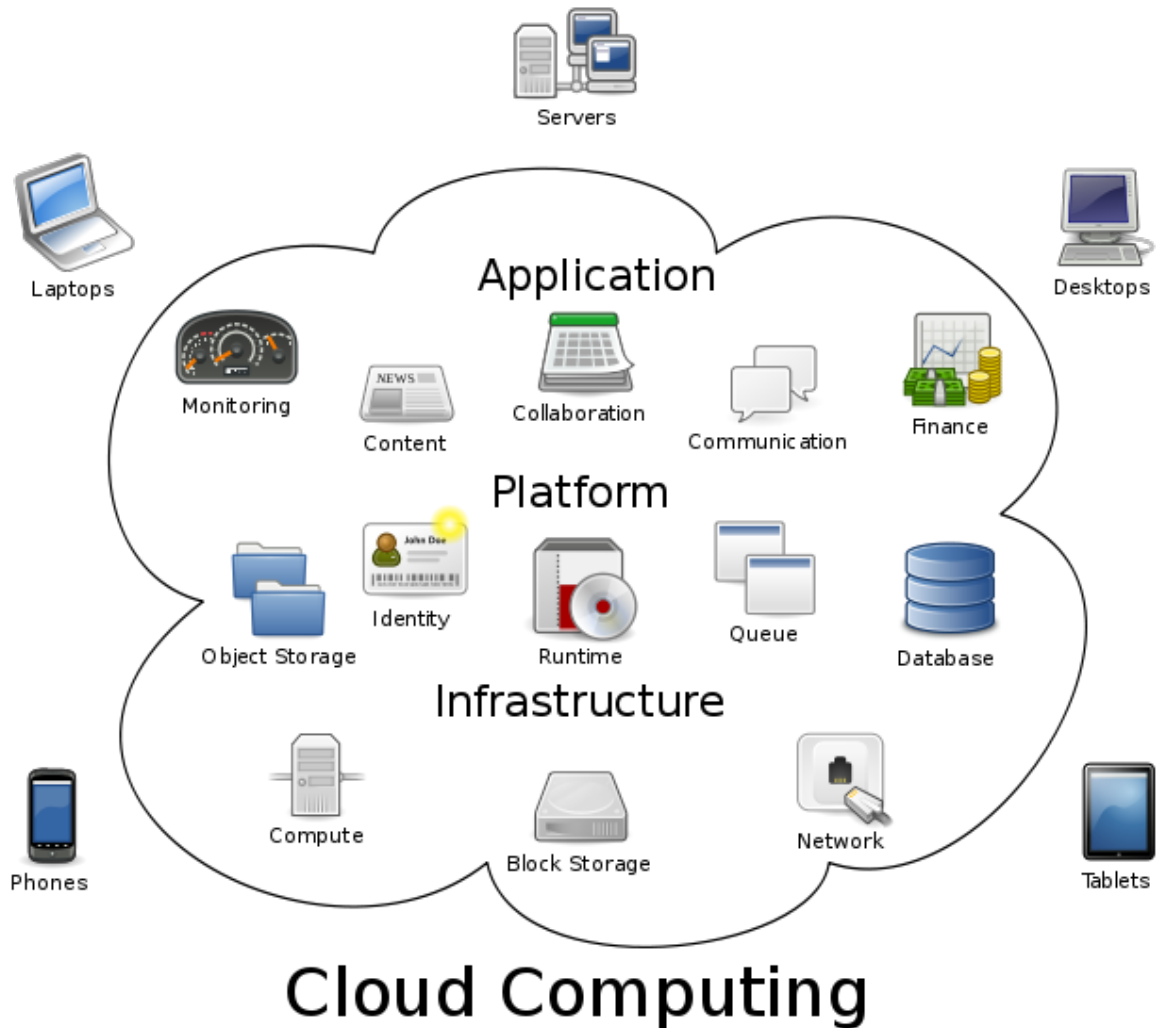 Servers
Laptops
Desktops
Application
Monitoring
NEWS
Content
Collaboration
Communication
Finance
Platform
Object Storage
John Doe
Identity
Runtime
Queue
Database
Infrastructure
Compute
Block Storage
Network
Phones
Tablets
Cloud Computing